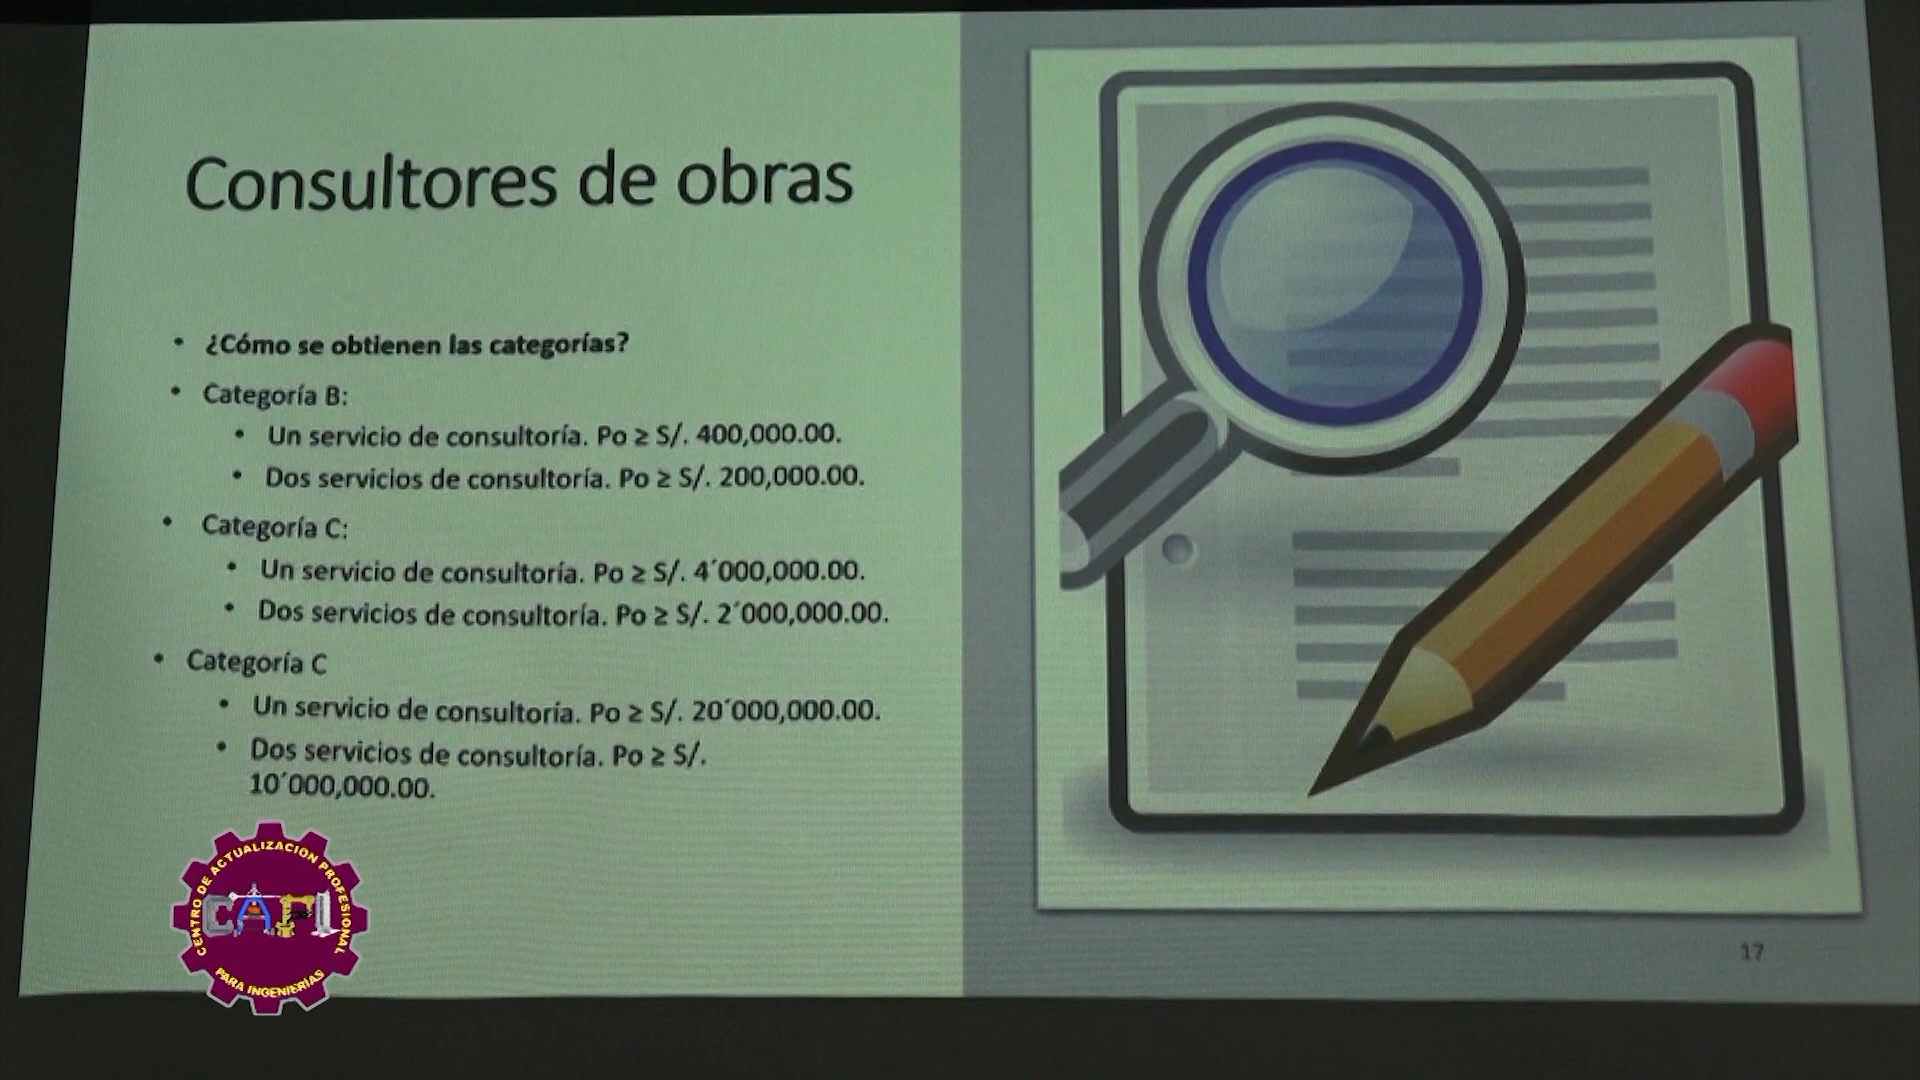 Consultores de obras
• ¿Cómo se obtienen las categorías?
• Categoría B:
• Un servicio de consultoría. Po ≥ S/. 400,000.00.
• Dos servicios de consultoría. Po ≥ S/. 200,000.00.
• Categoría C:
• Un servicio de consultoría. Po ≥ S/. 4´000,000.00.
• Dos servicios de consultoría. Po ≥ S/. 2´000,000.00.
• Categoría C
• Un servicio de consultoría. Po ≥ S/. 20´000,000.00.
• Dos servicios de consultoría. Po ≥ S/.
10´000,000.00.
CENTRO DE ACTUALIZACION PROFESIONAL
CAPI
PARA INGENIERÍAS
17